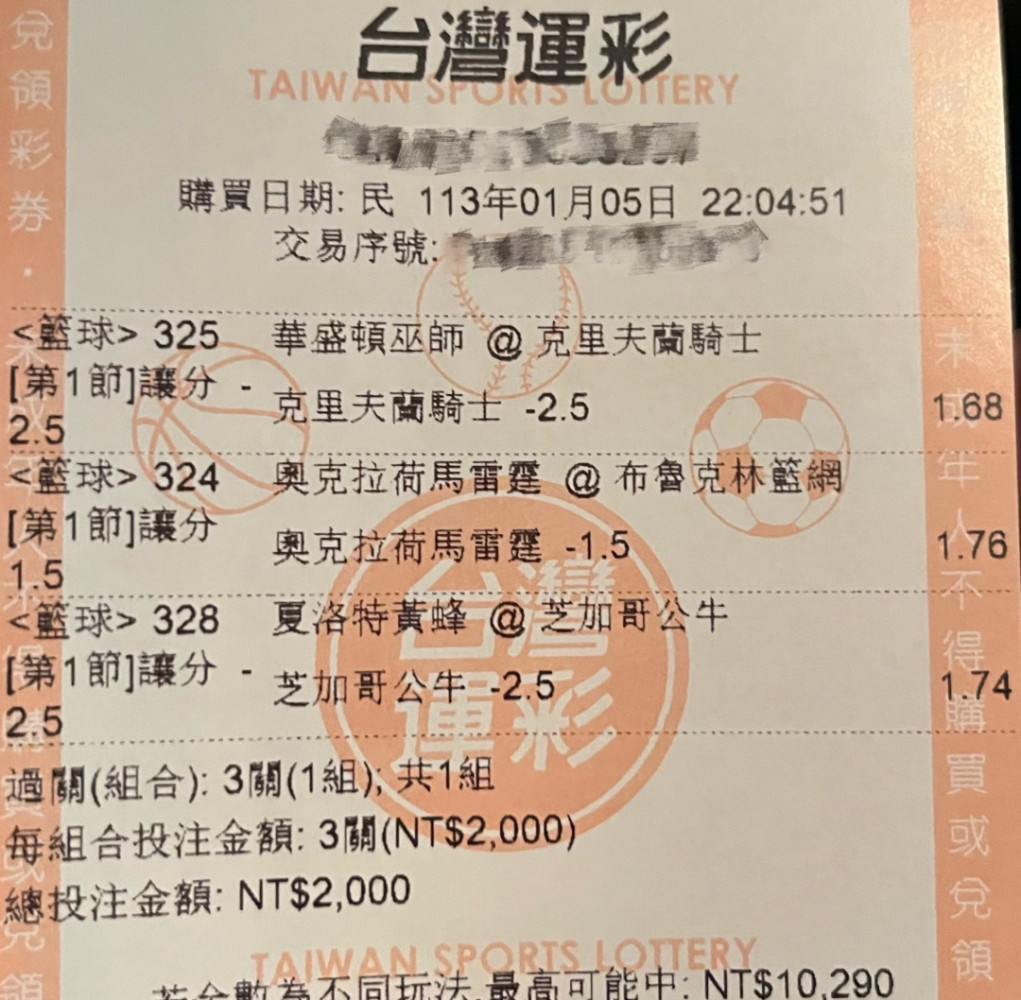 台灣運彩
TAIWAN SPORTS LOTTERY
購買日期: 民 113年01月05日 22:04:51
交易序號:
<籃球> 325 華盛頓巫師 @ 克里夫蘭騎士
[第1節]讓分 - 克里夫蘭騎士 -2.5 1.68
2.5
<籃球> 324 奧克拉荷馬雷霆 @ 布魯克林籃網
[第1節]讓分 奧克拉荷馬雷霆 -1.5 1.76
1.5
<籃球> 328 夏洛特黃蜂 @ 芝加哥公牛
[第1節]讓分 - 芝加哥公牛 -2.5 1.74
2.5
台灣
運彩
過關(組合): 3關(1組); 共1組
每組合投注金額: 3關(NT$2,000)
總投注金額: NT$2,000
TAIWAN SPORTS LOTTERY
若全數為不同玩法,最高可能中: NT$10,290
兌領彩券.
未成年人不得購買或兌領